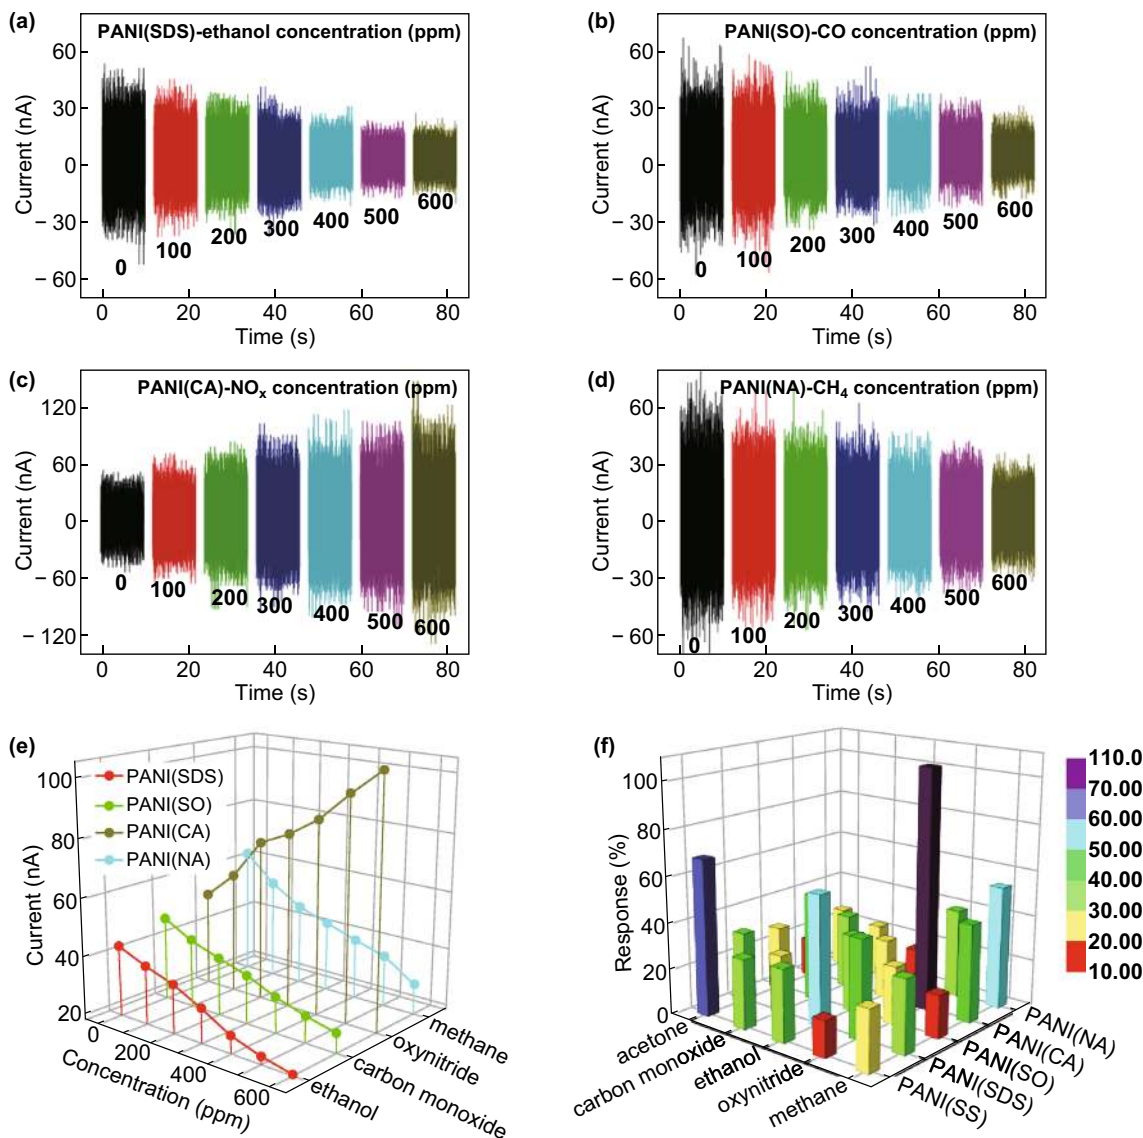 (a)
PANI(SDS)-ethanol concentration (ppm)
60
30
0
− 30
− 60
Current (nA)
0
100
200
300
400
500
600
0 20 40 60 80
Time (s)
(b)
PANI(SO)-CO concentration (ppm)
60
30
0
− 30
− 60
Current (nA)
0
100
200
300
400
500
600
0 20 40 60 80
Time (s)
(c)
PANI(CA)-NOx concentration (ppm)
120
60
0
− 60
− 120
Current (nA)
0
100
200
300
400
500
600
0 20 40 60 80
Time (s)
(d)
PANI(NA)-CH4 concentration (ppm)
60
30
0
− 30
− 60
Current (nA)
0
100
200
300
400
500
600
0 20 40 60 80
Time (s)
(e)
PANI(SDS)
PANI(SO)
PANI(CA)
PANI(NA)
100
80
60
40
20
Current (nA)
0
200
400
600
Concentration (ppm)
methane
oxynitride
carbon monoxide
ethanol
(f)
100
80
60
40
20
0
Response (%)
acetone
carbon monoxide
ethanol
oxynitride
methane
PANI(NA)
PANI(CA)
PANI(SO)
PANI(SDS)
PANI(SS)
110.0
70.00
60.00
50.00
40.00
30.00
20.00
10.00